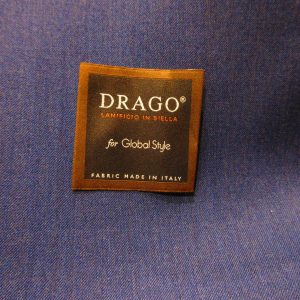 DRAGO®
LANIFICIO IN BIELLA
for Global Style
FABRIC MADE IN ITALY